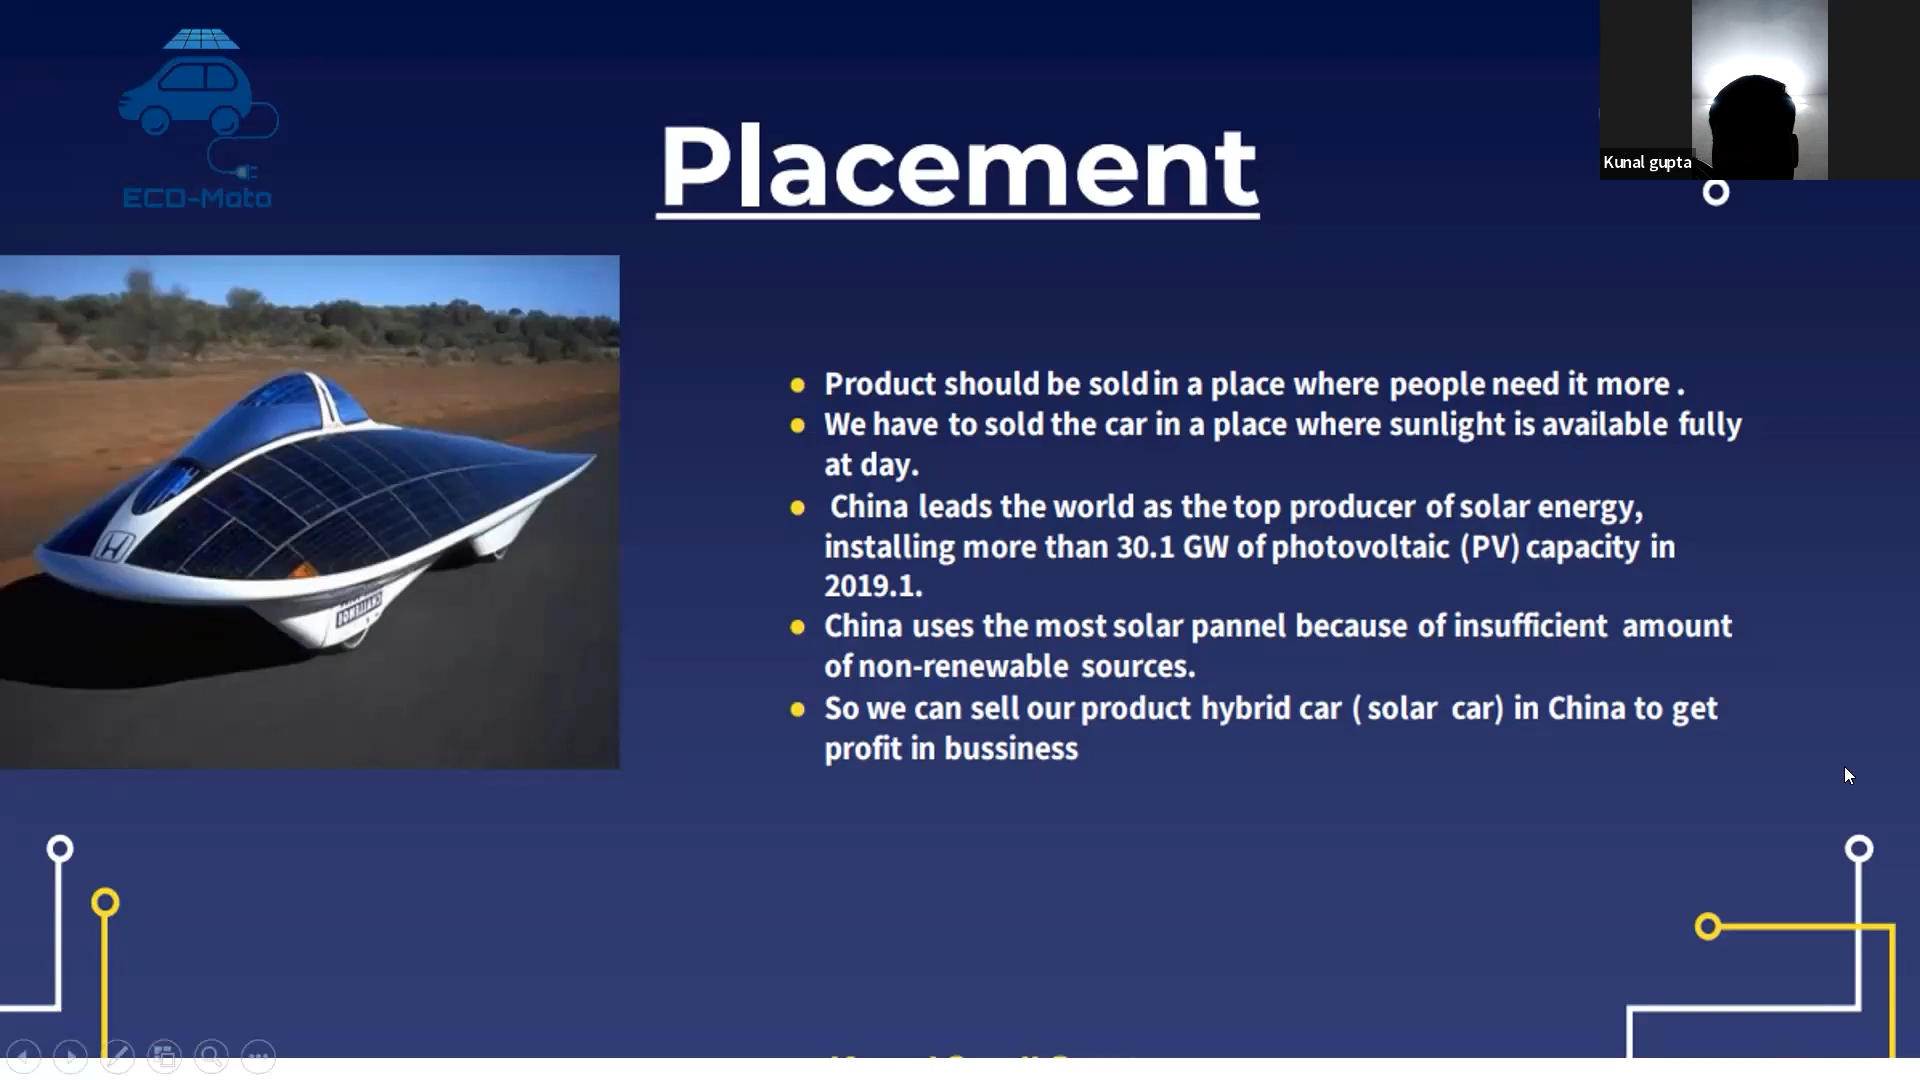 ECO-Moto
Placement
Kunal gupta
Product should be sold in a place where people need it more .
We have to sold the car in a place where sunlight is available fully
at day.
China leads the world as the top producer of solar energy,
installing more than 30.1 GW of photovoltaic (PV) capacity in
2019.1.
China uses the most solar pannel because of insufficient amount
of non-renewable sources.
So we can sell our product hybrid car ( solar car) in China to get
profit in bussiness